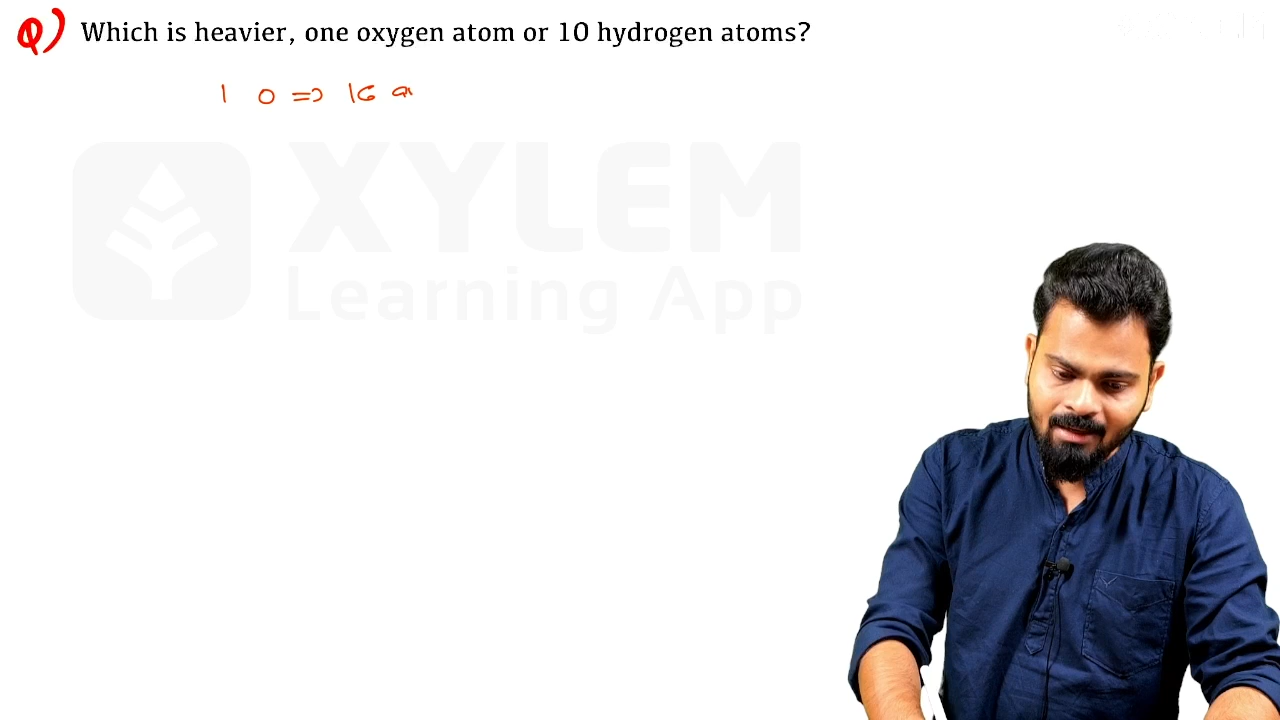 Q) Which is heavier, one oxygen atom or 10 hydrogen atoms?
1 O => 16 a
XYLEM
Learning App